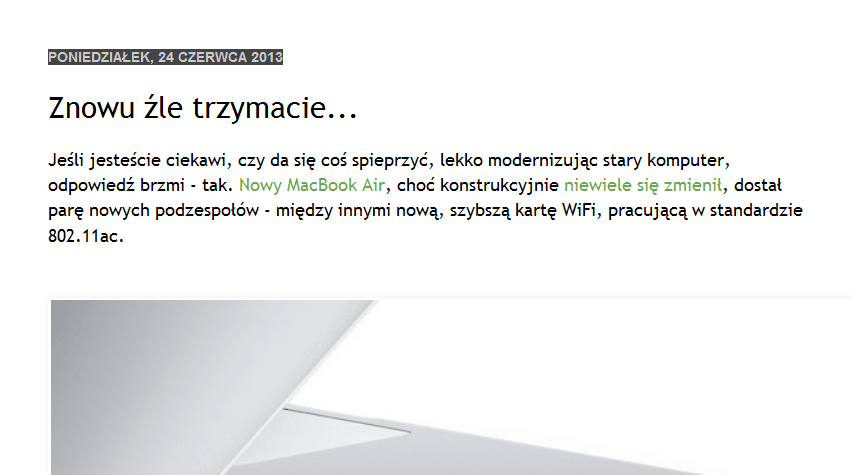 PONIEDZIAŁEK, 24 CZERWCA 2013
Znowu źle trzymacie...
Jeśli jesteście ciekawi, czy da się coś spieprzyć, lekko modernizując stary komputer,
odpowiedź brzmi - tak. Nowy MacBook Air, choć konstrukcyjnie niewiele się zmienił, dostał
parę nowych podzespołów - między innymi nową, szybszą kartę WiFi, pracującą w standardzie
802.11ac.